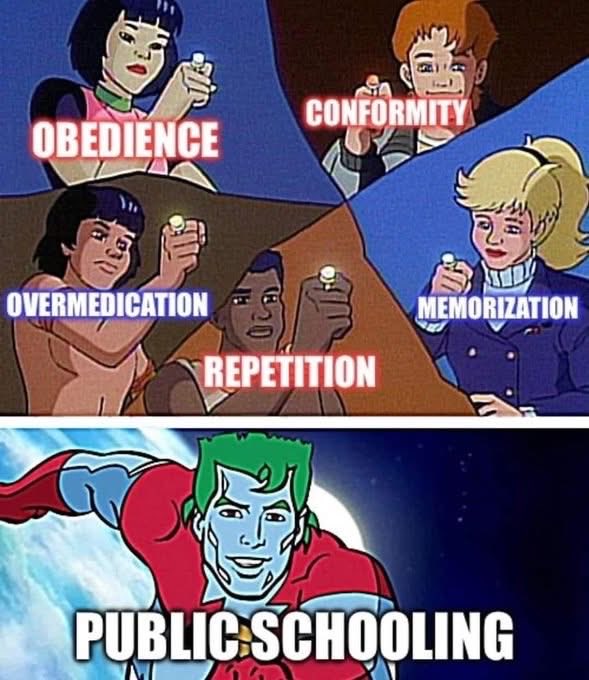 OBEDIENCE
CONFORMITY
OVERMEDICATION
MEMORIZATION
REPETITION
PUBLIC SCHOOLING